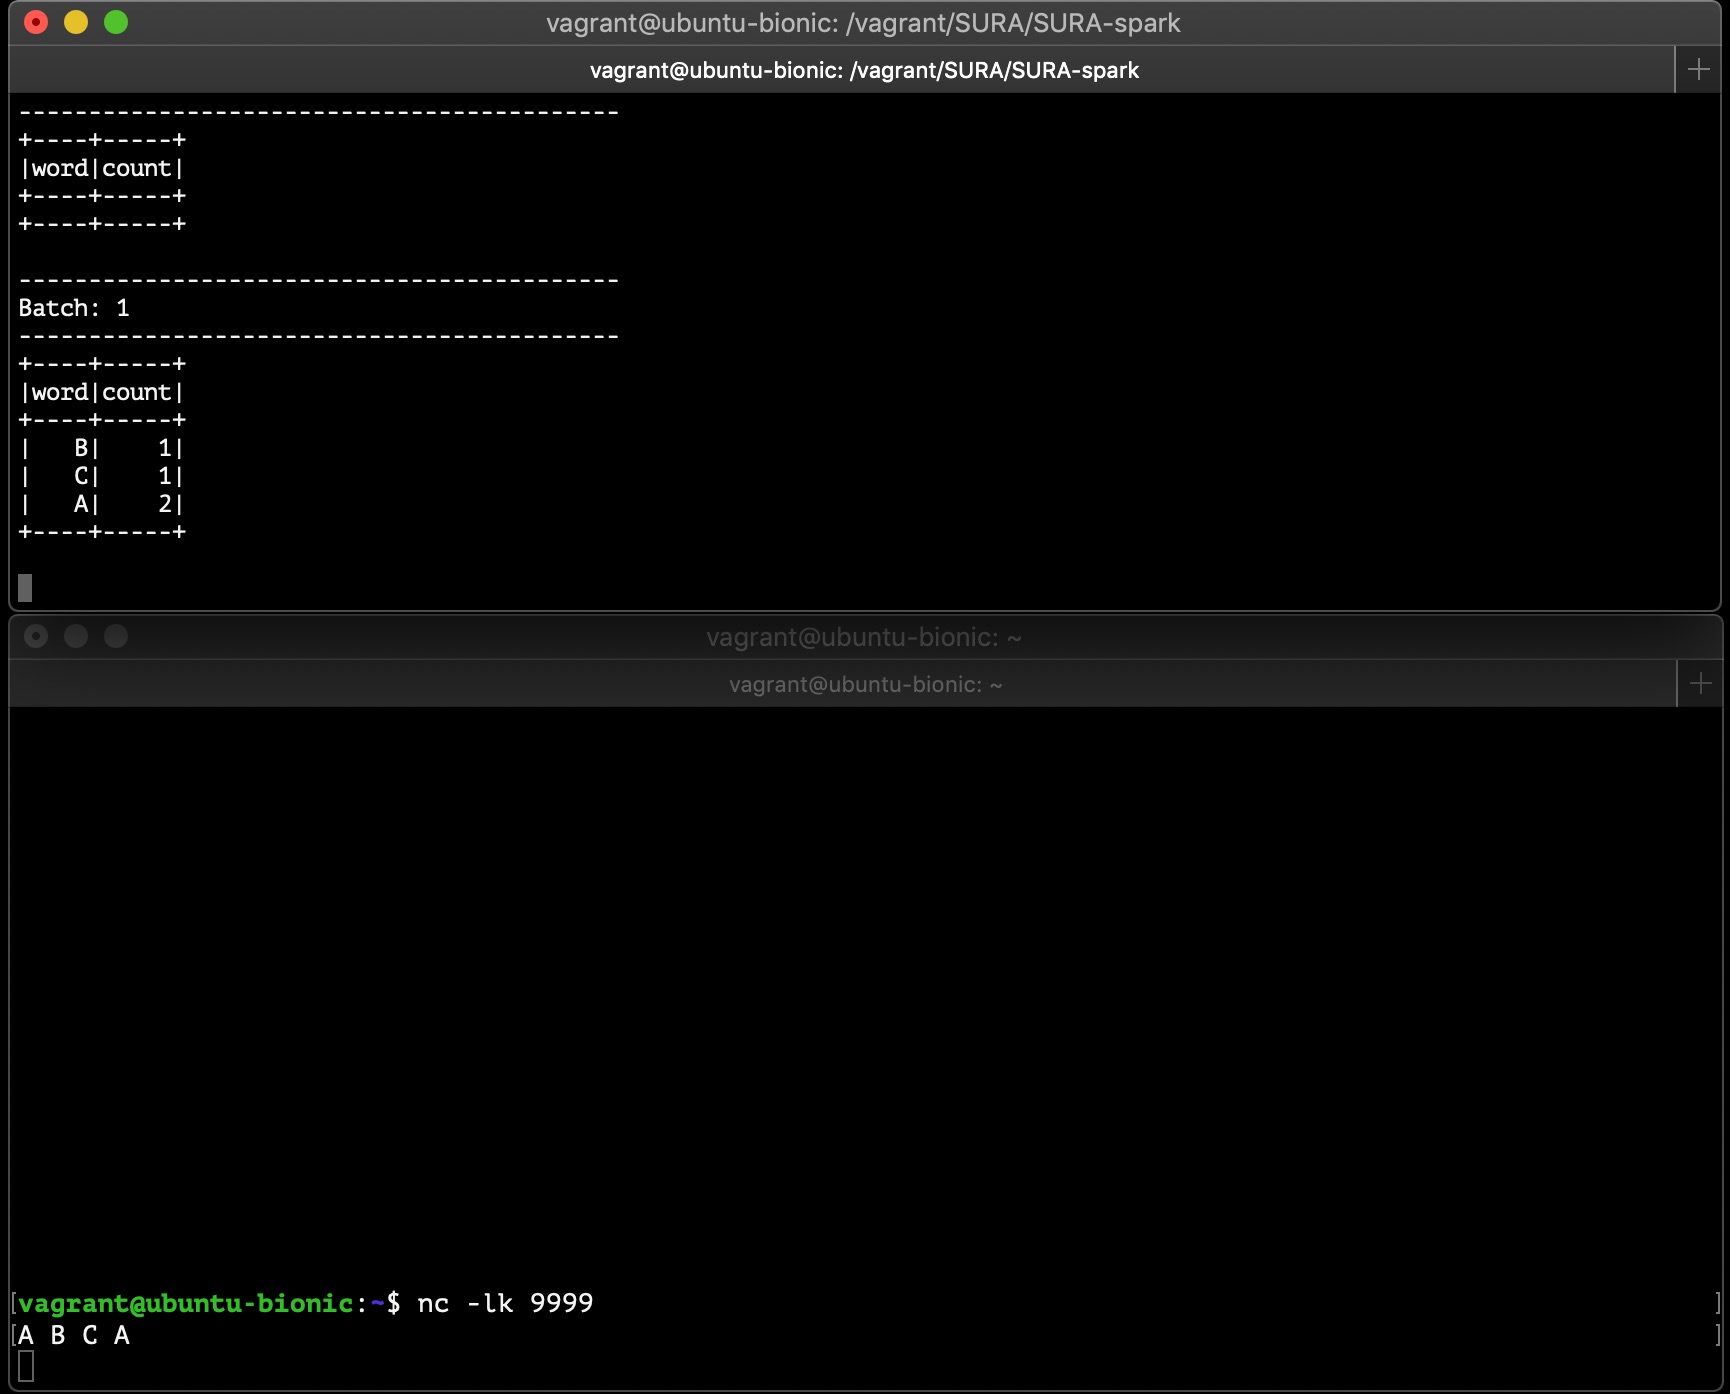 vagrant@ubuntu-bionic: /vagrant/SURA/SURA-spark
vagrant@ubuntu-bionic: /vagrant/SURA/SURA-spark
-------------------------------------------
+----+-----+
|word|count|
+----+-----+
+----+-----+
-------------------------------------------
Batch: 1
-------------------------------------------
+----+-----+
|word|count|
+----+-----+
|   B|    1|
|   C|    1|
|   A|    2|
+----+-----+
vagrant@ubuntu-bionic: ~
vagrant@ubuntu-bionic: ~
[vagrant@ubuntu-bionic:~$ nc -lk 9999 ]
[A B C A ]